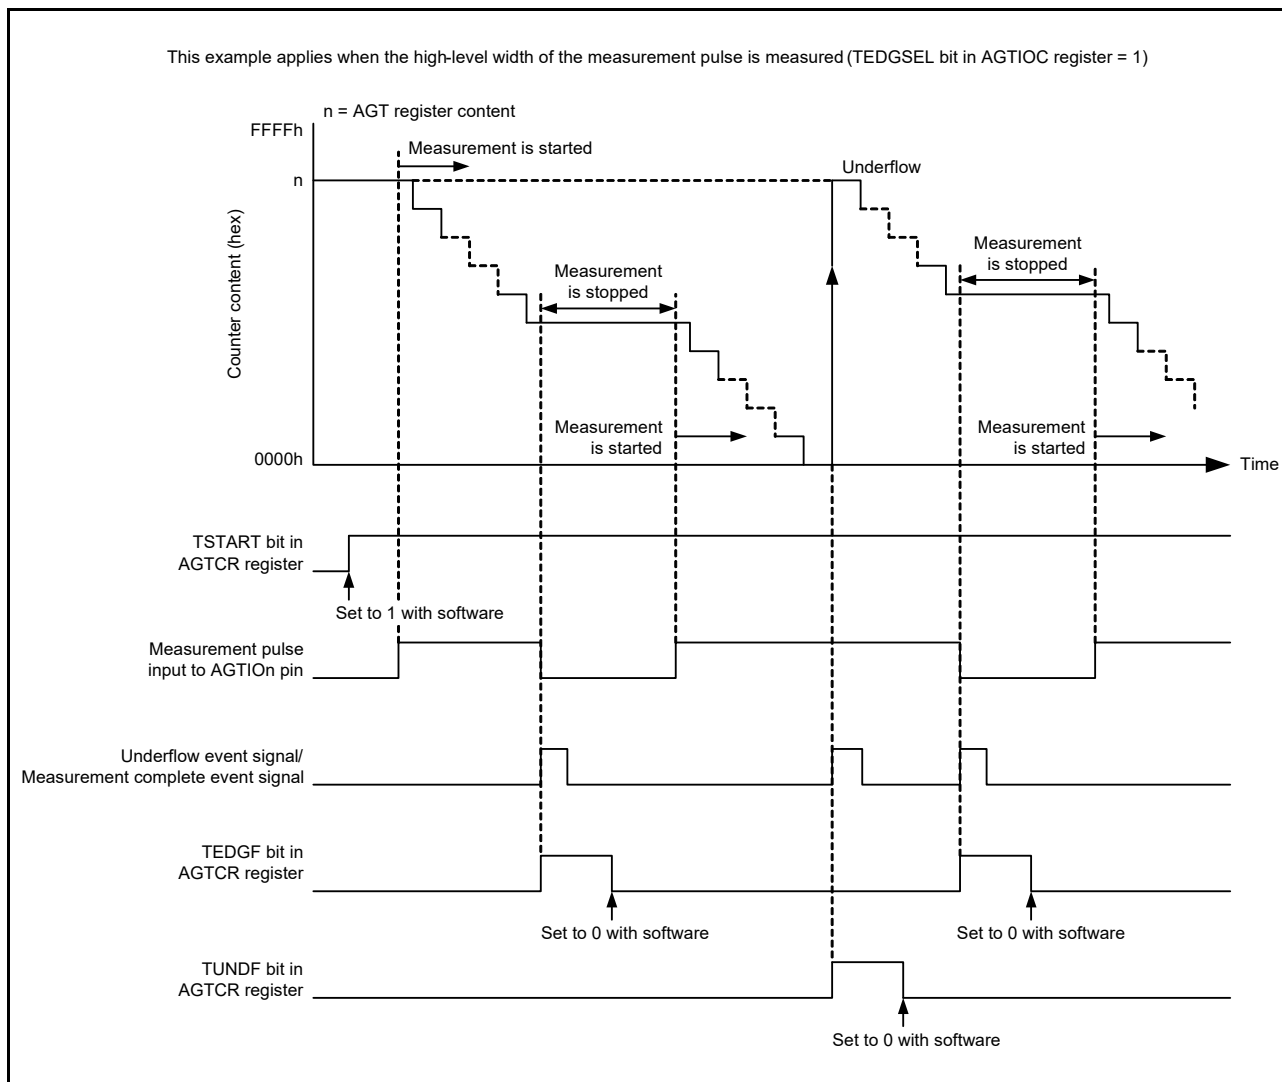 This example applies when the high-level width of the measurement pulse is measured (TEDGSEL bit in AGTIOC register = 1)
n = AGT register content
FFFFh
Measurement is started
Underflow
n
Counter content (hex)
Measurement
is stopped
Measurement
is stopped
Measurement
is started
Measurement
is started
0000h
Time
TSTART bit in
AGTCR register
Set to 1 with software
Measurement pulse
input to AGTIOn pin
Underflow event signal/
Measurement complete event signal
TEDGF bit in
AGTCR register
Set to 0 with software
Set to 0 with software
TUNDF bit in
AGTCR register
Set to 0 with software